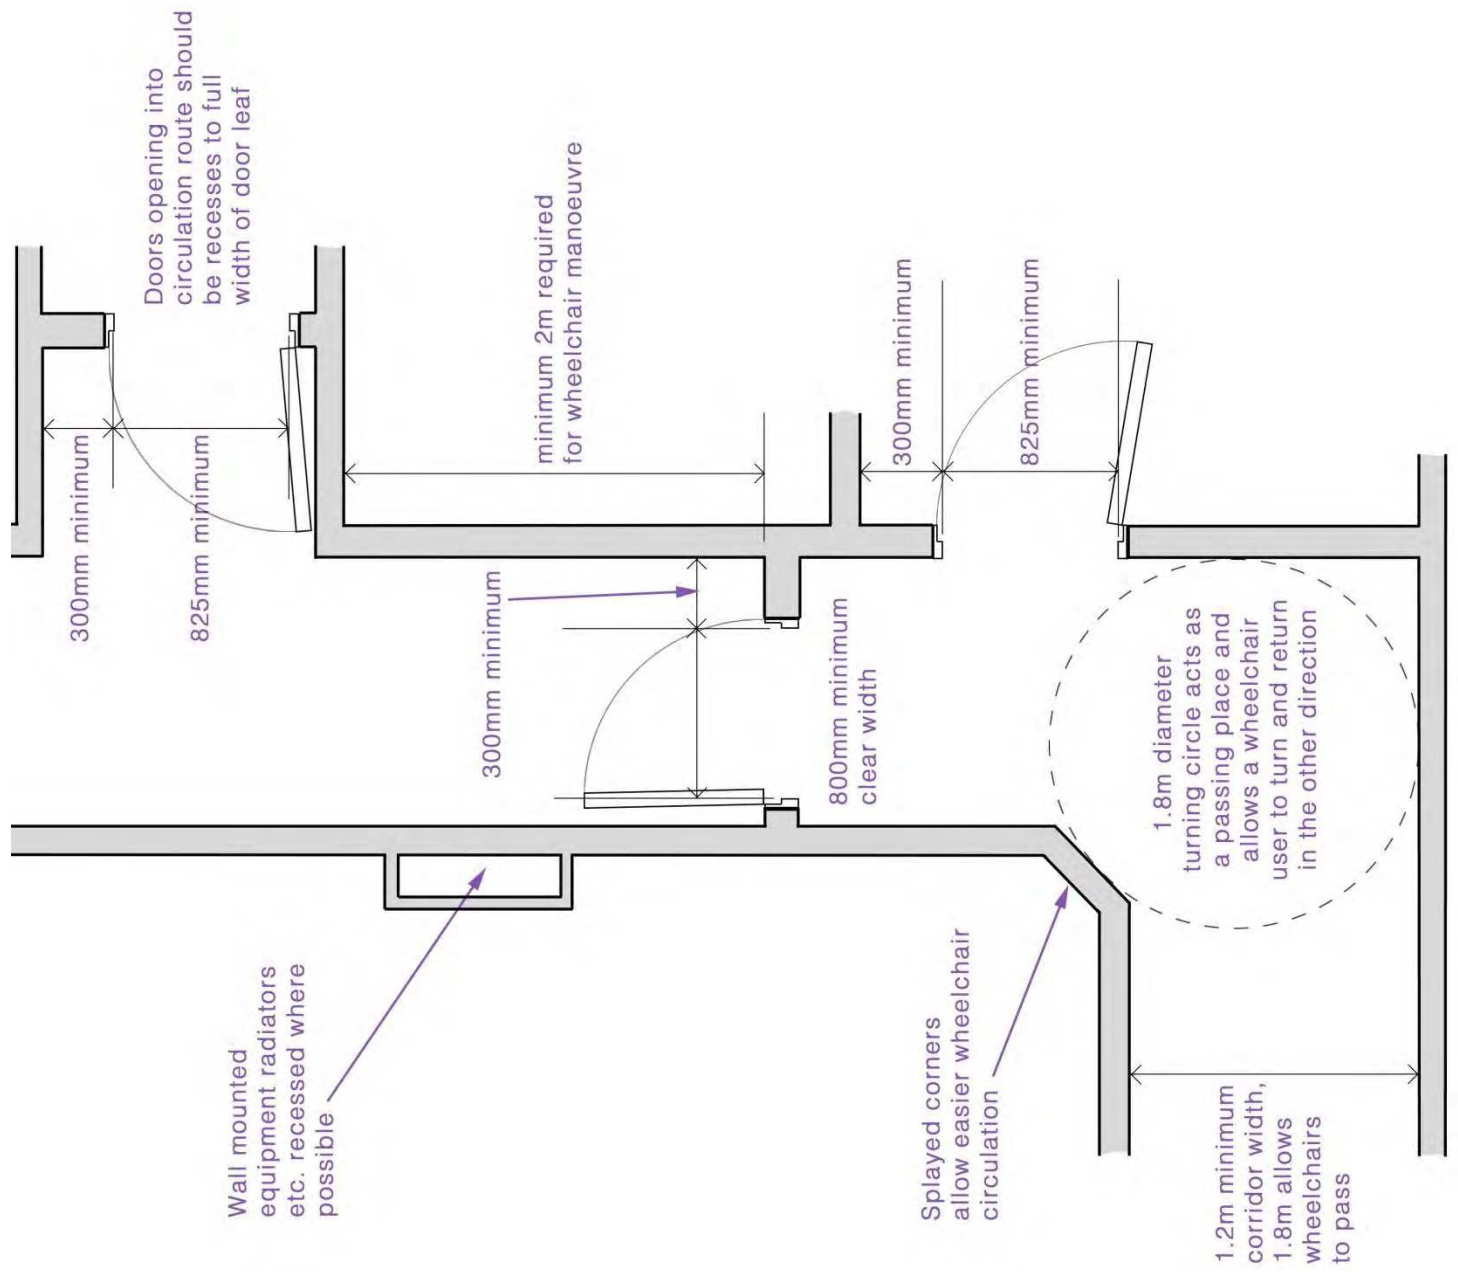 Wall mounted
equipment radiators
etc. recessed where
possible
300mm minimum
825mm minimum
Doors opening into
circulation route should
be recesses to full
width of door leaf
300mm minimum
minimum 2m required
for wheelchair manoeuvre
800mm minimum
clear width
300mm minimum
825mm minimum
Splayed corners
allow easier wheelchair
circulation
1.8m diameter
turning circle acts as
a passing place and
allows a wheelchair
user to turn and return
in the other direction
1.2m minimum
corridor width,
1.8m allows
wheelchairs
to pass